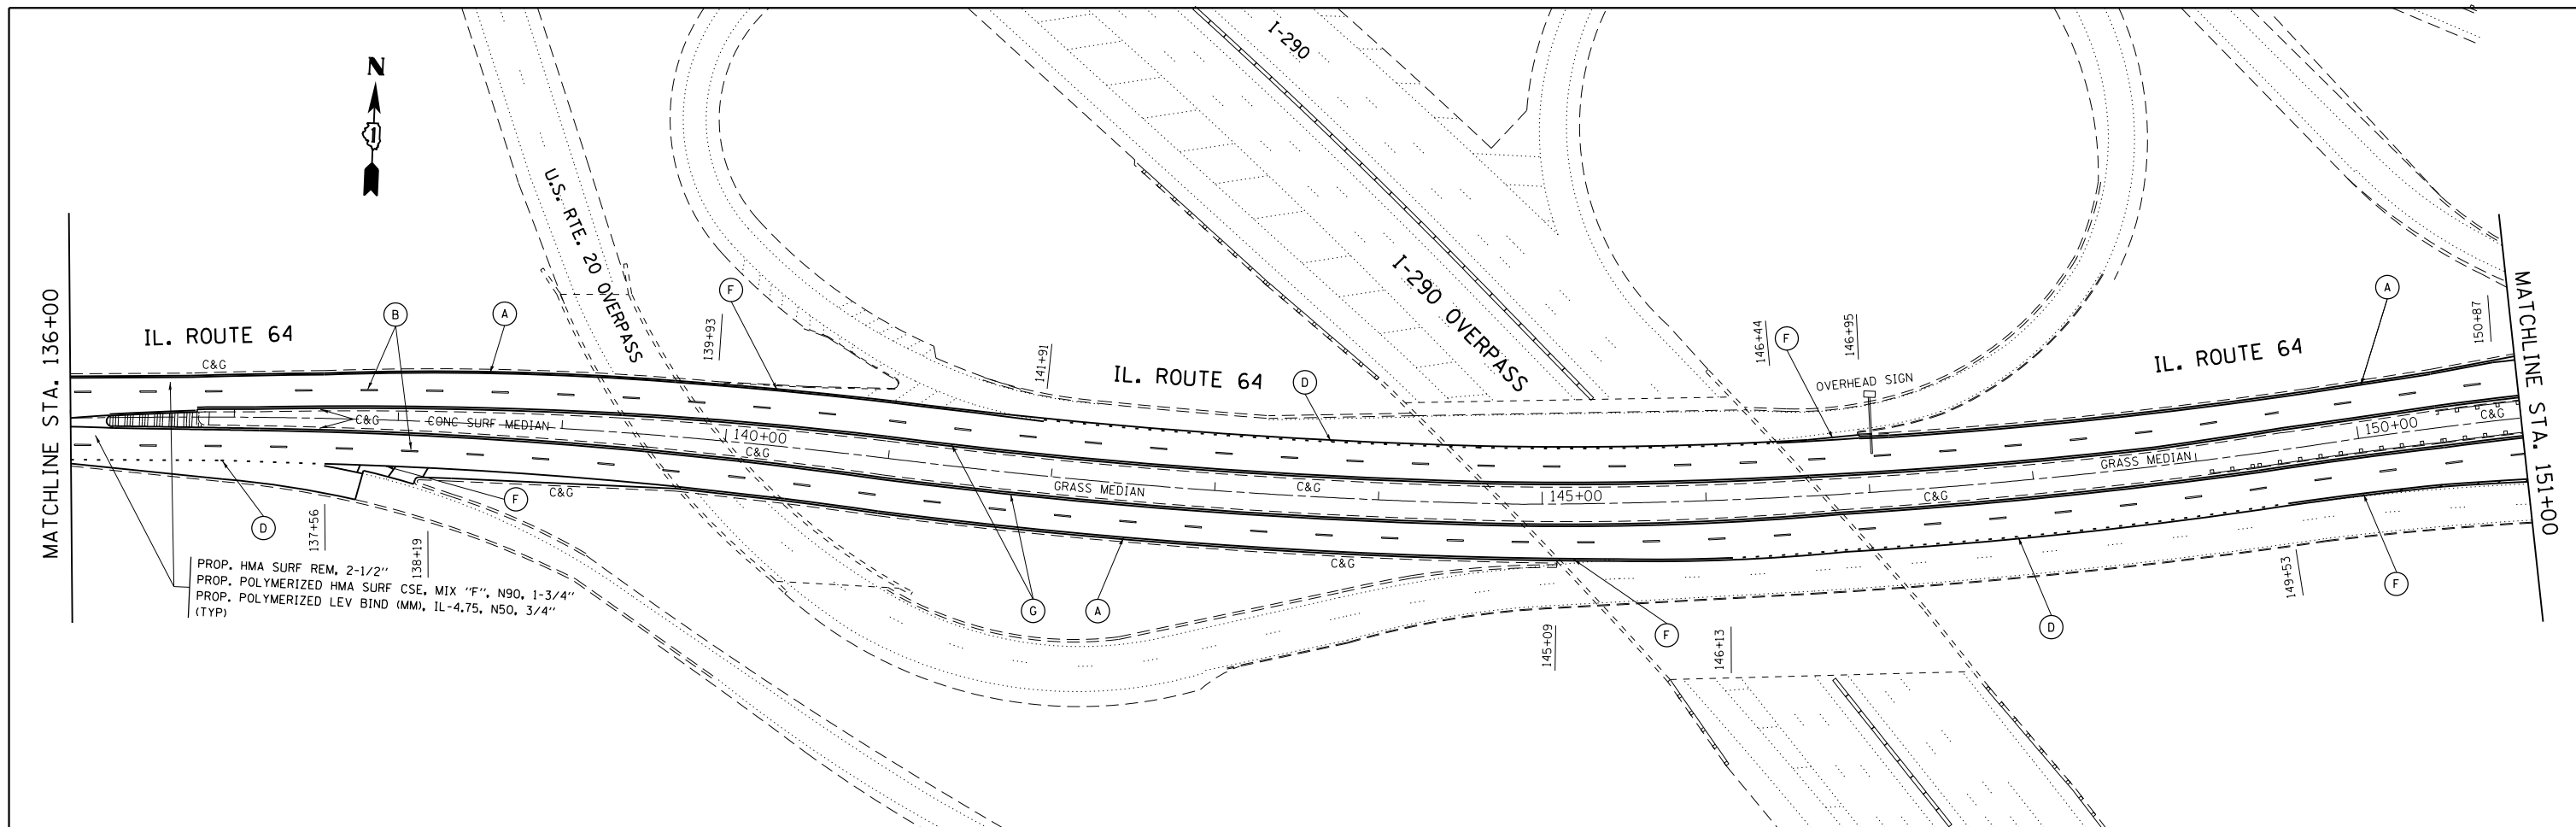 N
1
I-290
U.S. RTE. 20 OVERPASS
I-290 OVERPASS
MATCHLINE STA. 136+00
IL. ROUTE 64
C&G
B
A
F
139+93
141+91
IL. ROUTE 64
D
146+44
F
146+95
OVERHEAD SIGN
IL. ROUTE 64
A
150+87
MATCHLINE STA. 151+00
C&G
CONC SURF MEDIAN
140+00
C&G
GRASS MEDIAN
C&G
145+00
C&G
GRASS MEDIAN
150+00
C&G
D
137+56
138+19
F
C&G
G
A
C&G
145+09
F
146+13
D
149+53
F
PROP. HMA SURF REM, 2-1/2"
PROP. POLYMERIZED HMA SURF CSE, MIX "F", N90, 1-3/4"
PROP. POLYMERIZED LEV BIND (MM), IL-4.75, N50, 3/4"
(TYP)